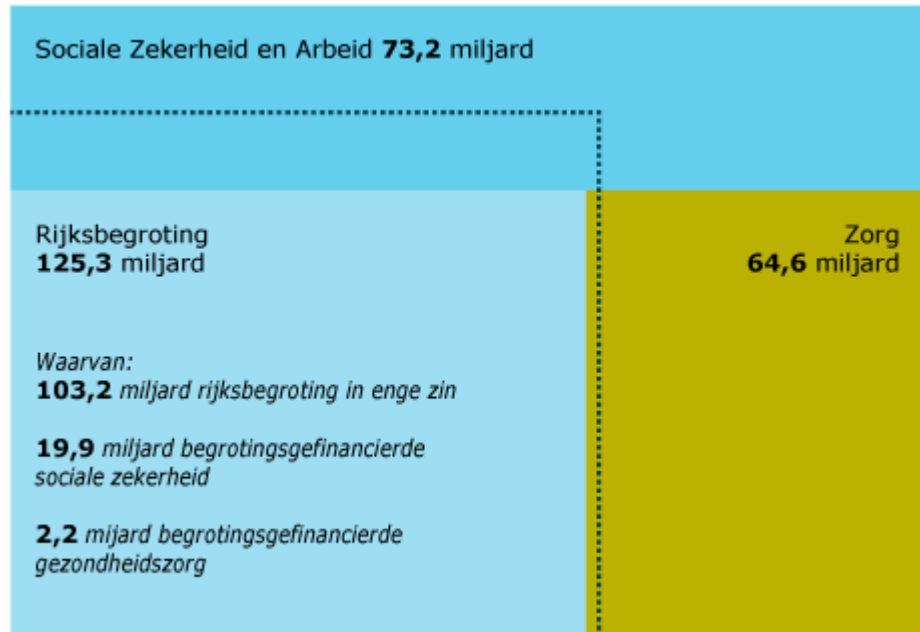 Sociale Zekerheid en Arbeid 73,2 miljard
Rijksbegroting
125,3 miljard
Zorg
64,6 miljard
Waarvan:
103,2 miljard rijksbegroting in enge zin
19,9 miljard begrotingsgefinancierde
sociale zekerheid
2,2 mijard begrotingsgefinancierde
gezondheidszorg